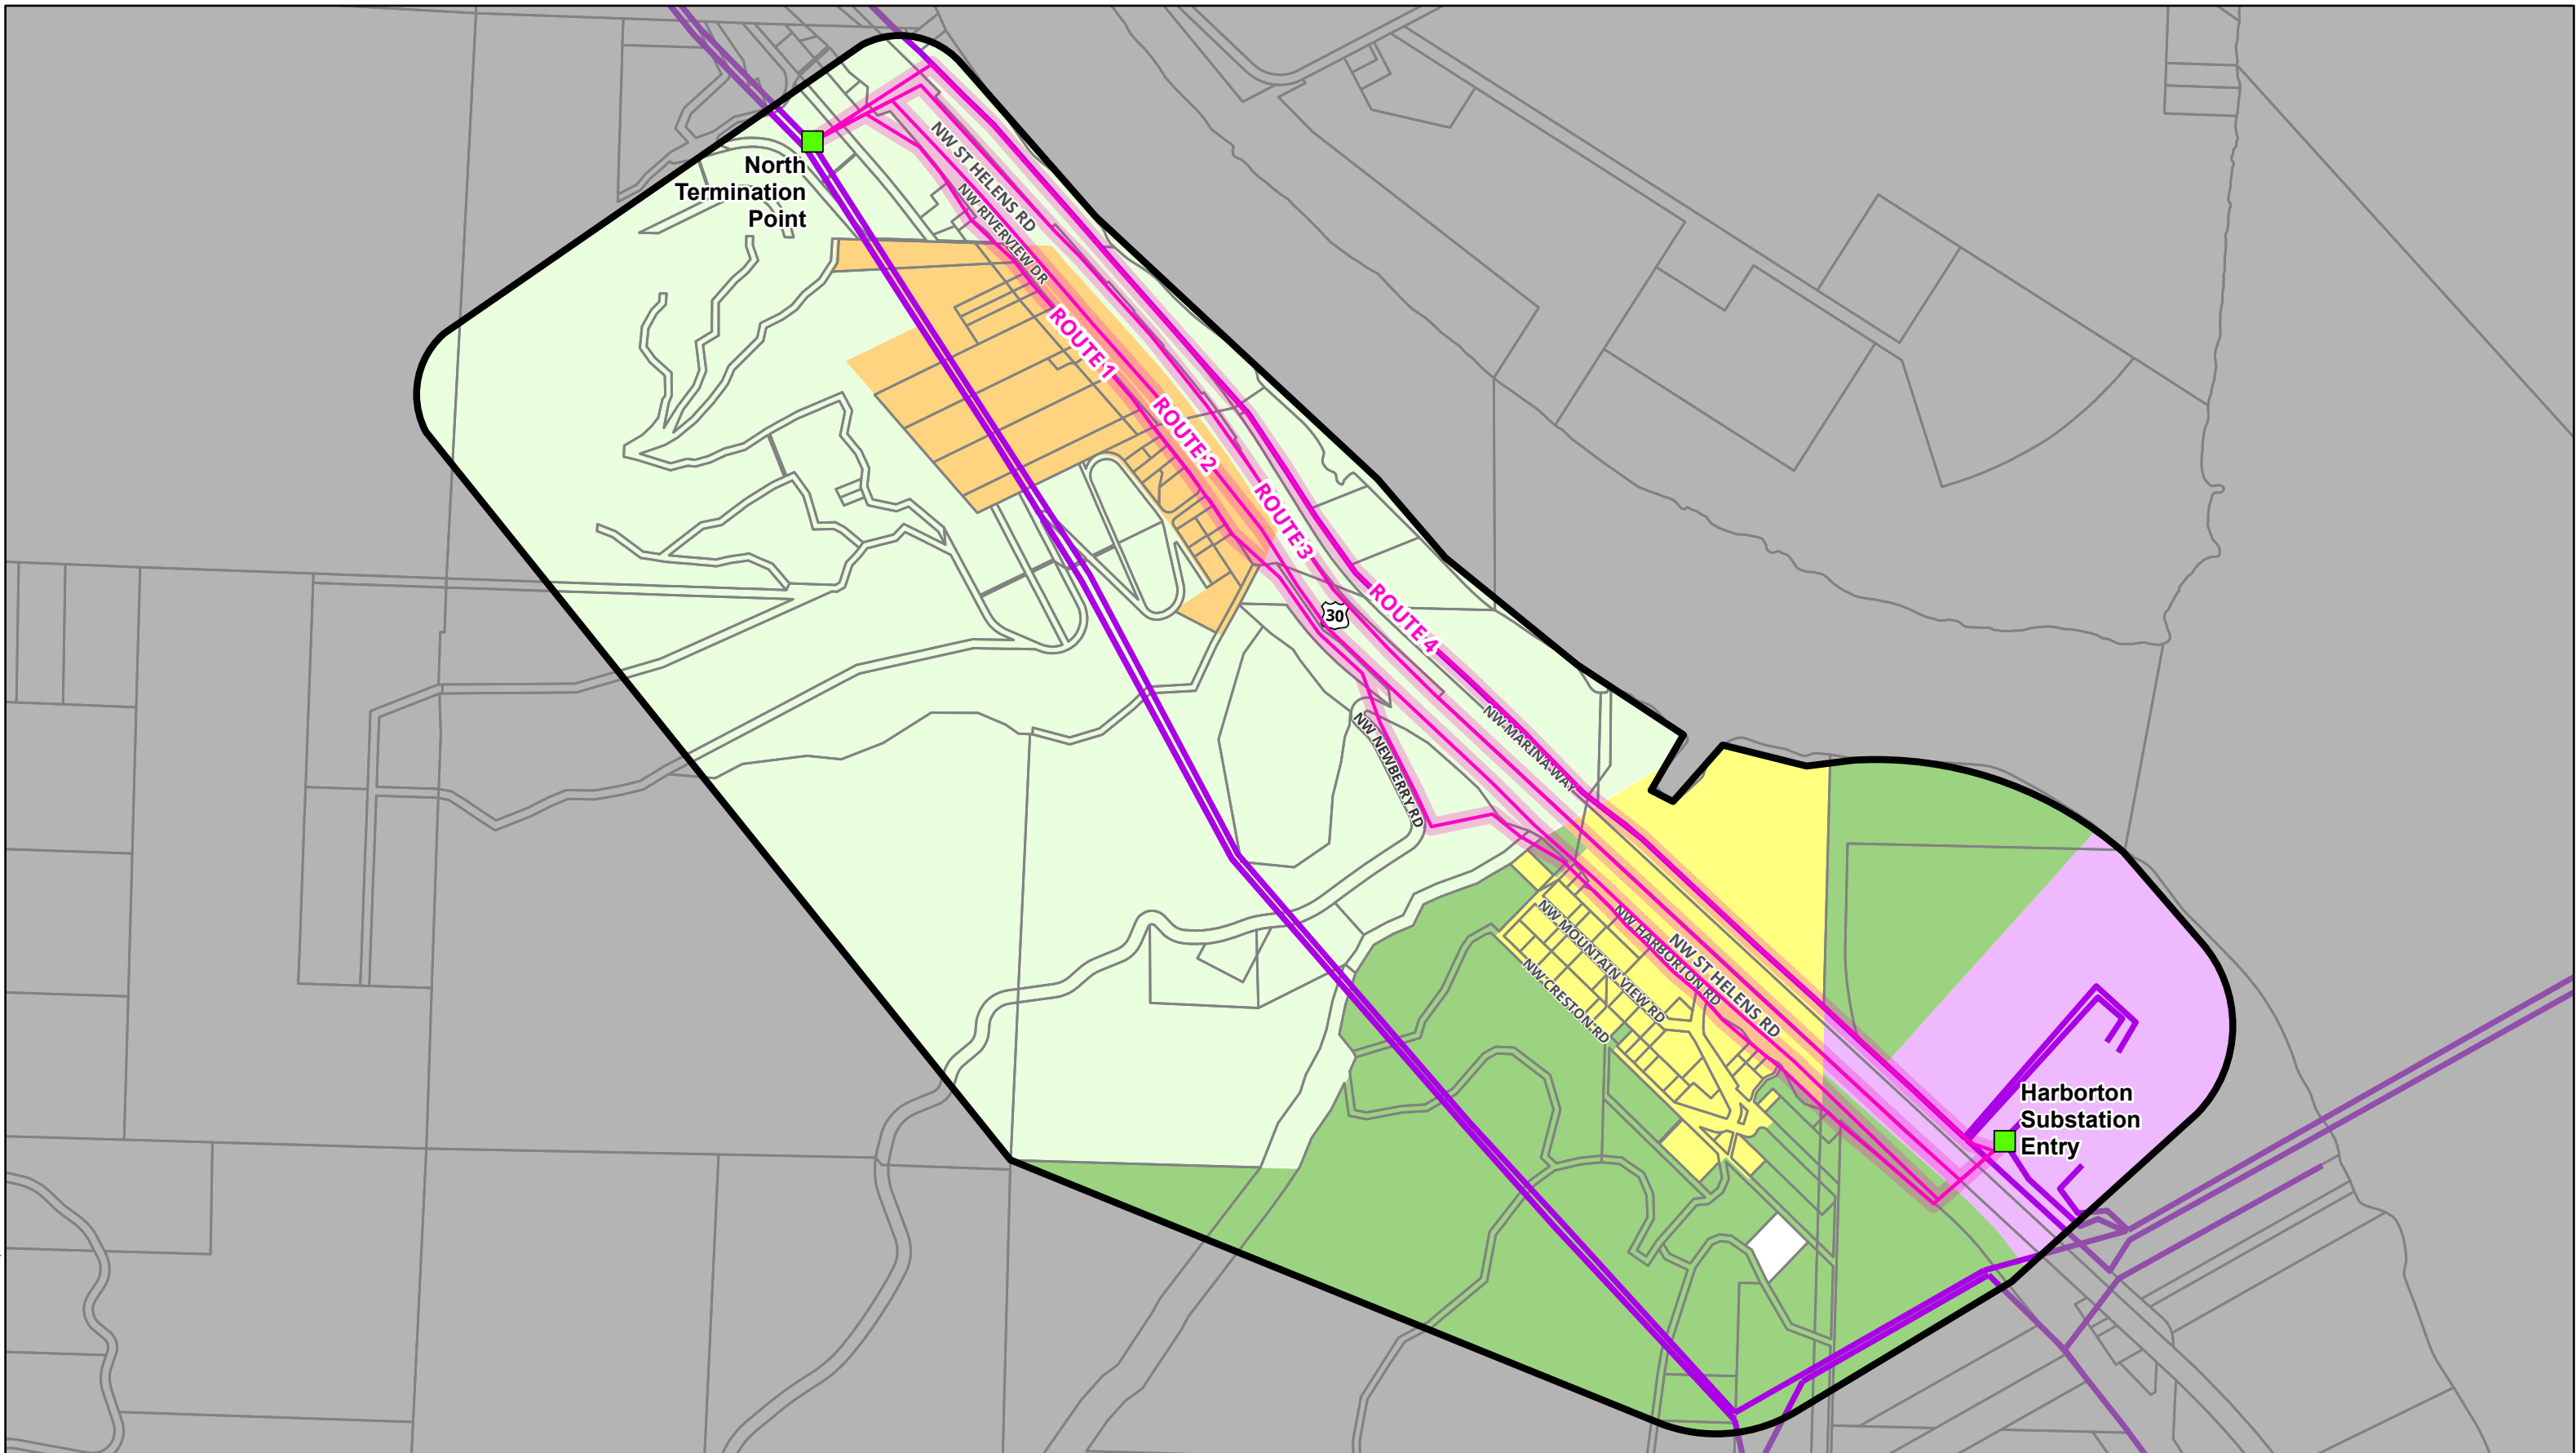 NW ST HELENS RD
North
Termination
Point
NW RIVERVIEW DR
ROUTE 1
ROUTE 2
ROUTE 3
ROUTE 4
30
NW MARINA WAY
NW NEWBERRY RD
NW HARBORTON RD
NW ST HELENS RD
NW MOUNTAIN VIEW RD
NW CRESTON RD
Harborton
Substation
Entry